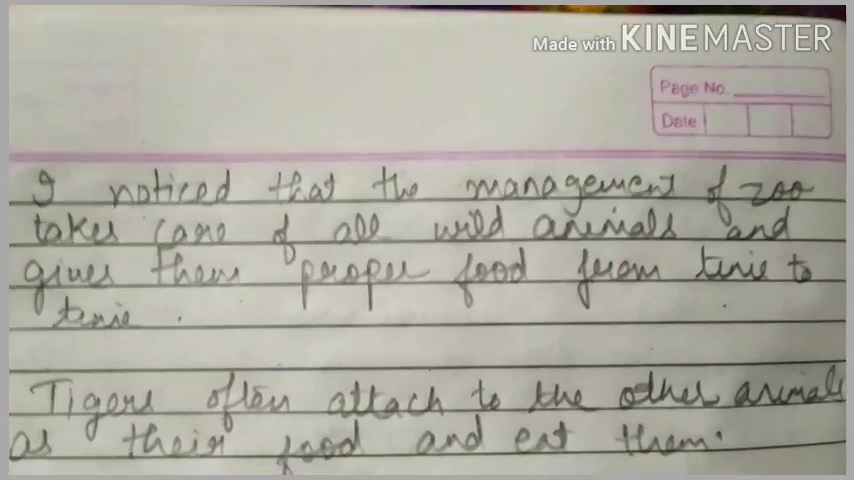 Made with KINEMASTER
Page No.
Date
I noticed that the management of zoo
takes care of all wild animals and
gives them proper food from time to
time .
Tigers often attach to the other animals
as their food and eat them.